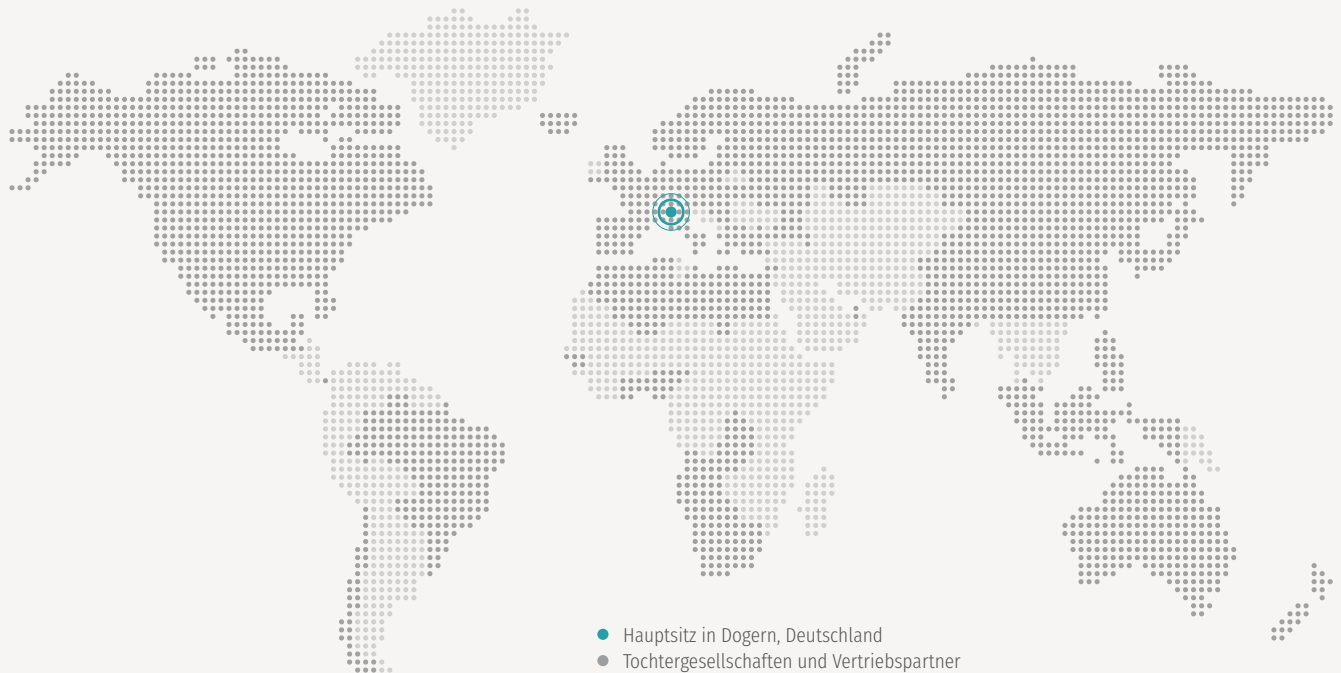 Hauptsitz in Dogern, Deutschland
Tochtergesellschaften und Vertriebspartner